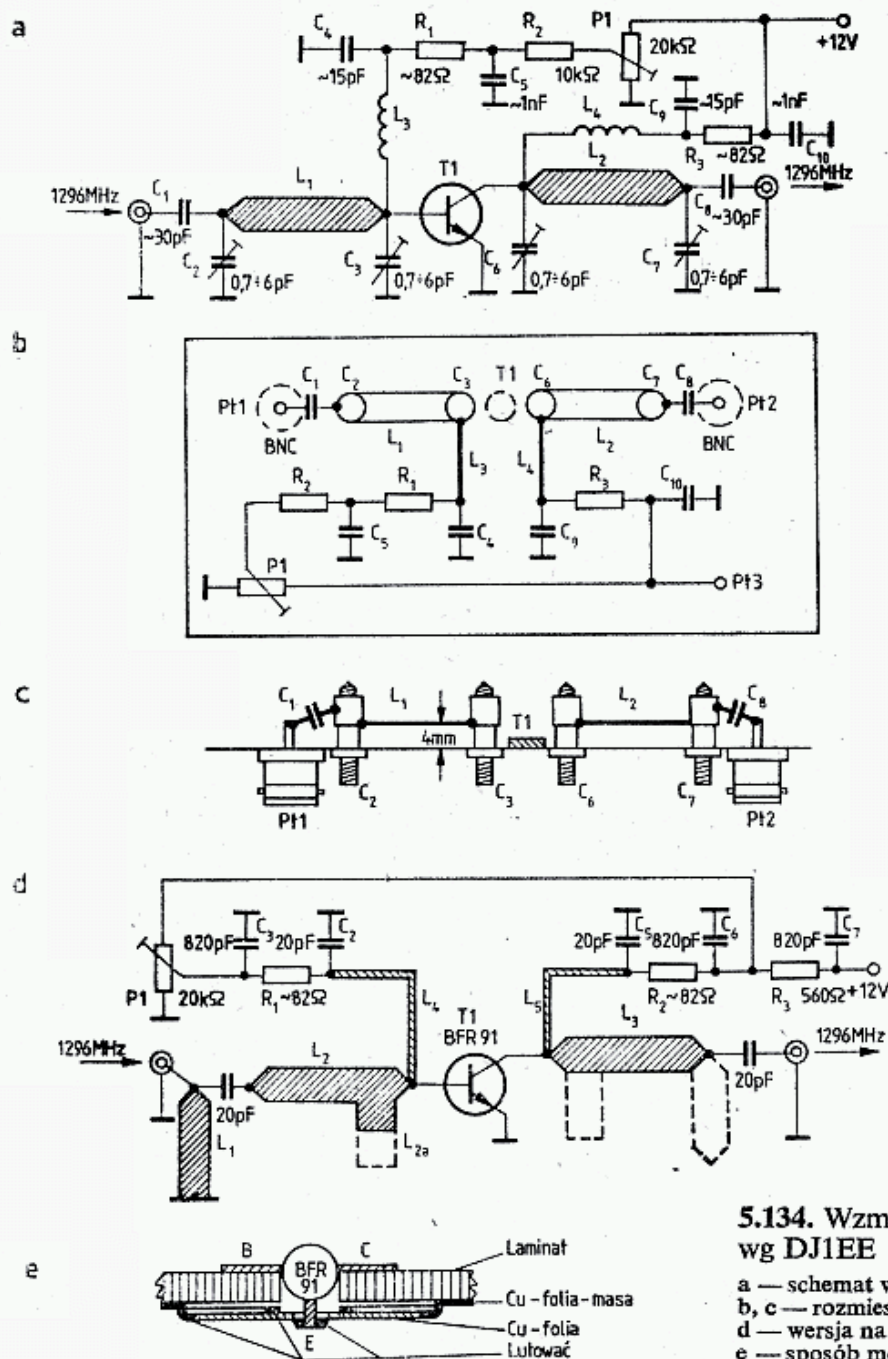 a
C4 R1 R2 P1
20kΩ +12V
~15pF ~82Ω C5 10kΩ
~1nF
L3 C9 ~15pF ~1nF
L4
L2 R3 ~82Ω C10
T1
1296MHz C1 L1 1296MHz
~30pF C8 ~30pF
C2 C3 C6 C7
0,7÷6pF 0,7÷6pF 0,7÷6pF 0,7÷6pF
b
C1 C2 C3 T1 C6 C7 C8
Pt1 Pt2
BNC L1 L2 BNC
L3 L4
R2 R1 R3 C10
C5 C4 C9
P1
Pt3
c
C1 L1 L2 C8
T1
4mm
C2 C3 C6 C7
Pt1 Pt2
d
C3 C2 C5 C6 C7
820pF 20pF 20pF 820pF 820pF
P1 20kΩ R1~82Ω R2~82Ω R3 560Ω +12V
L4 L5
T1
BFR 91
L3
1296MHz L2 1296MHz
20pF 20pF
L1 L2a
e
B C Laminat
BFR
91
Cu-folia-masa
Cu-folia
E Lutować
5.134. Wzm
wg DJ1EE
a — schemat w
b, c — rozmies
d — wersja na
e — sposób mo